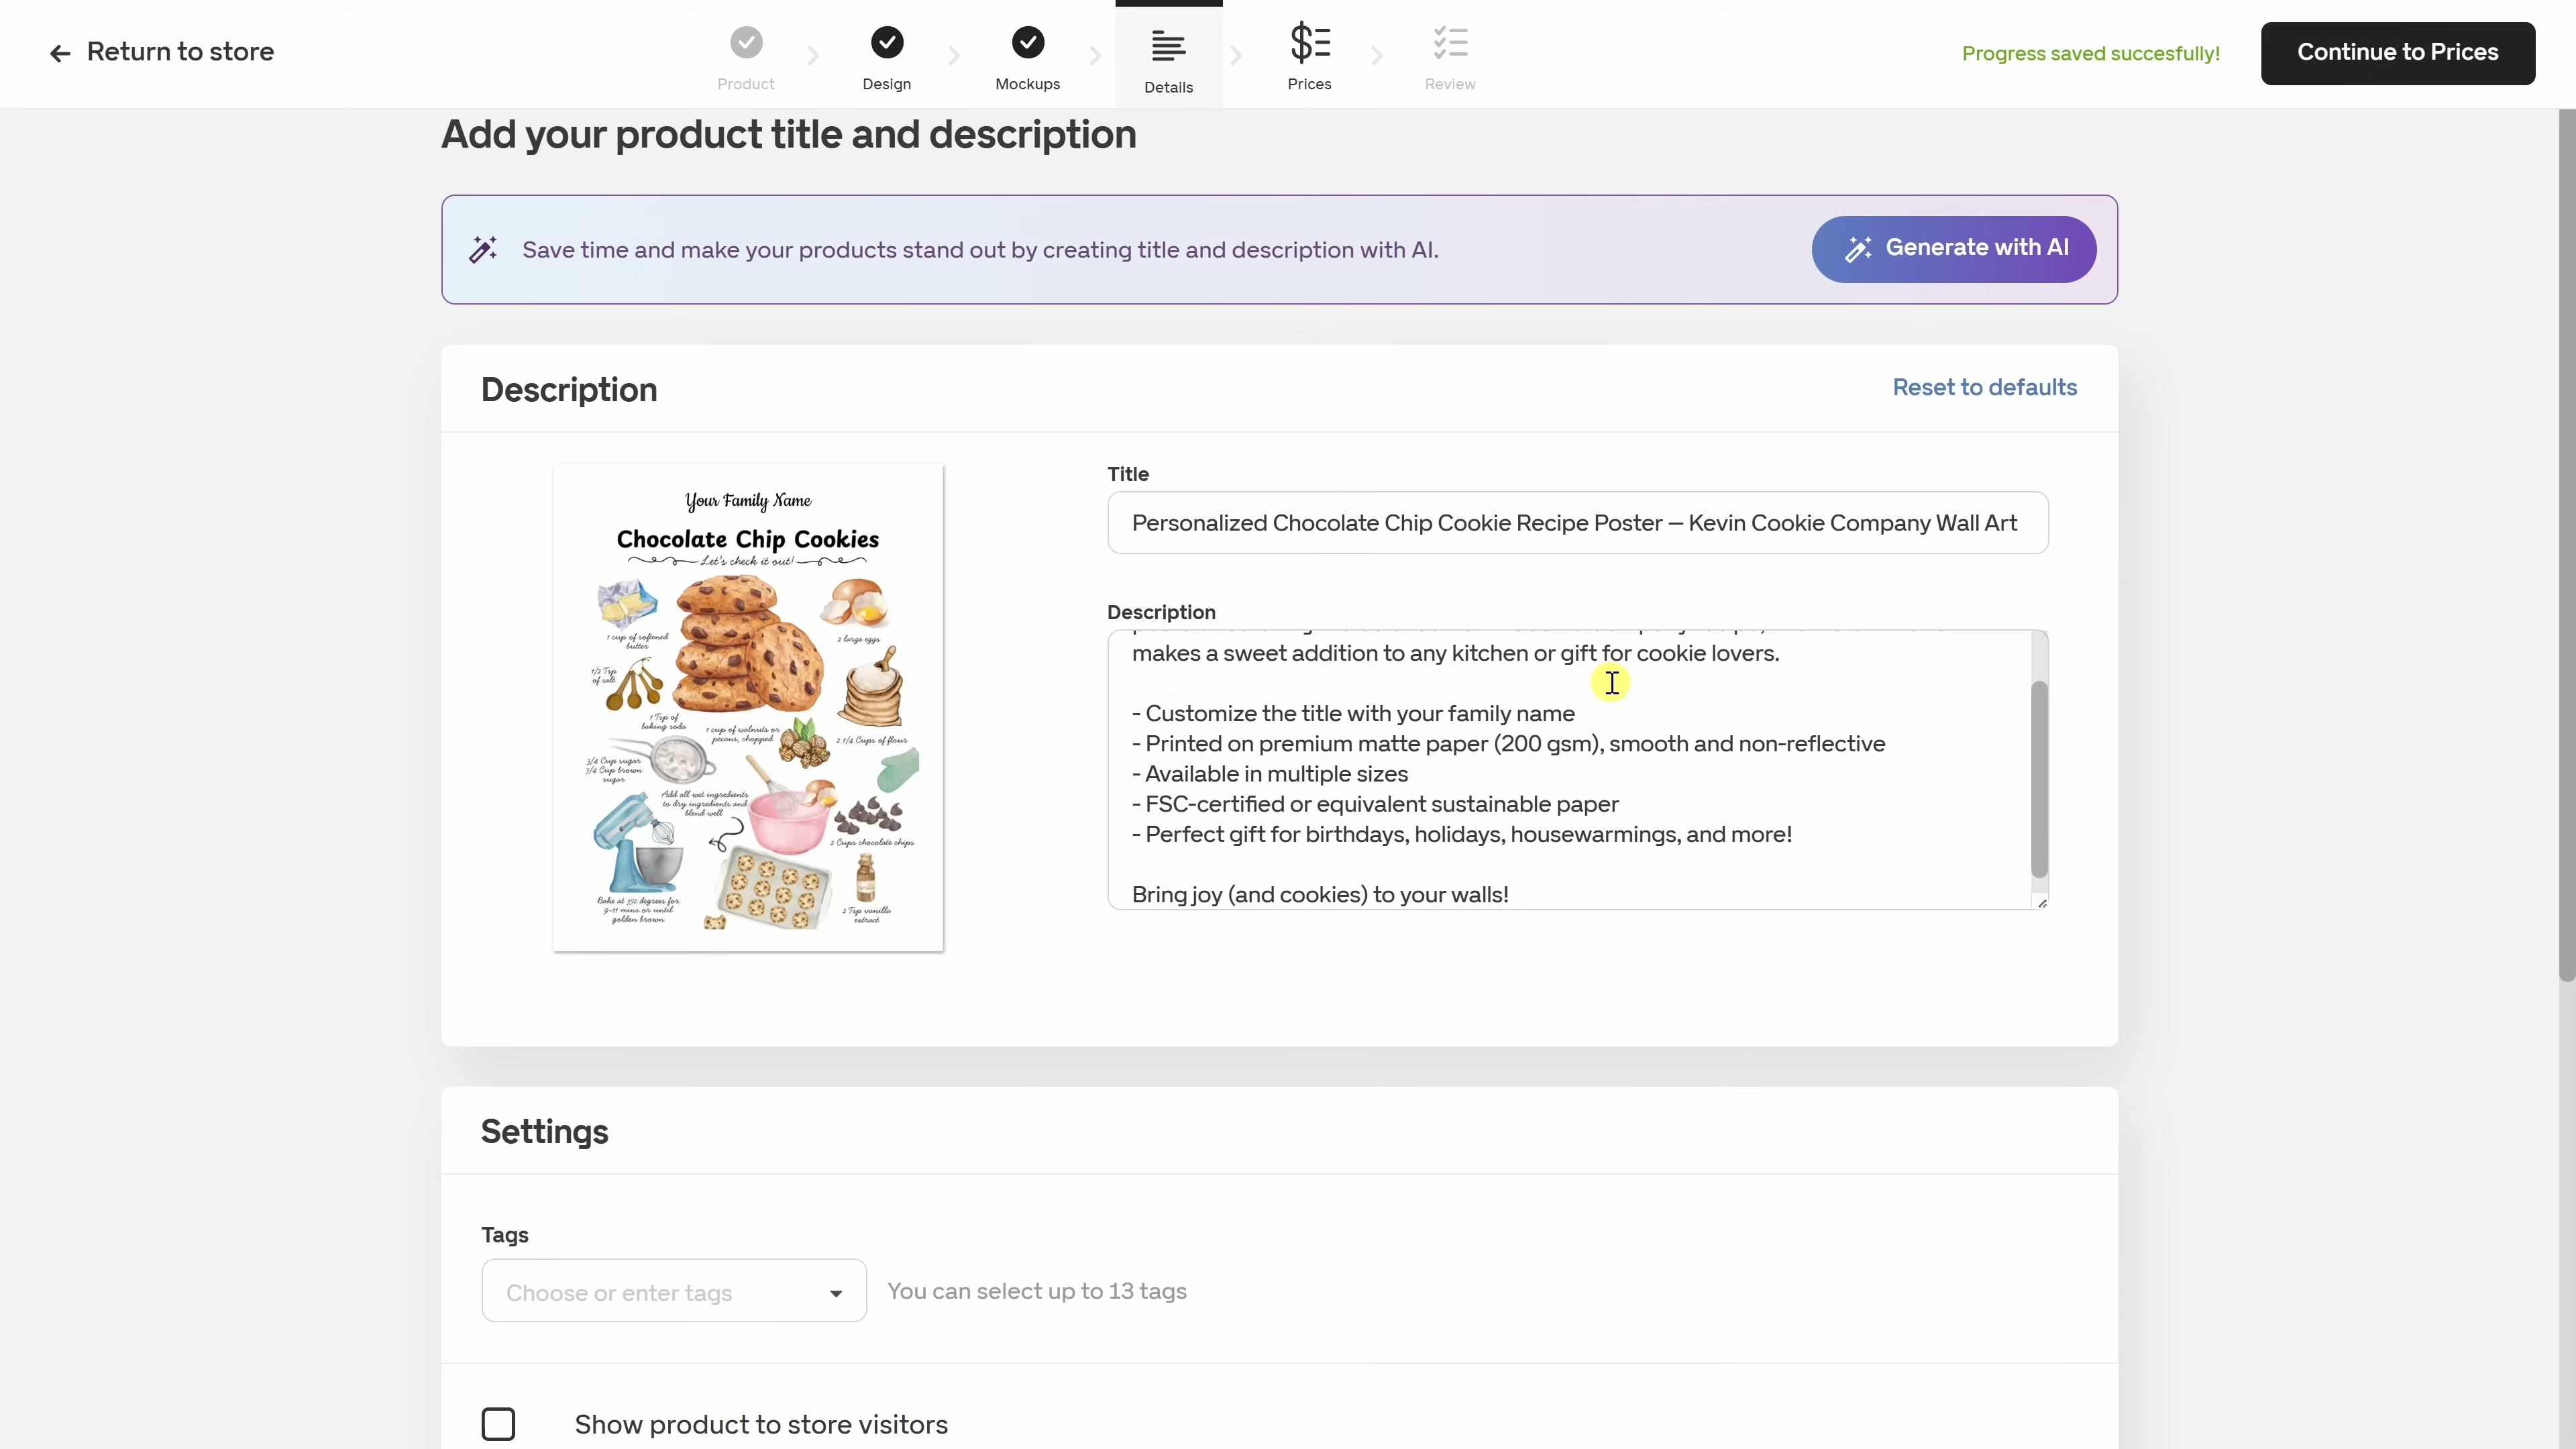 Return to store
Product
Design
Mockups
Details
Prices
Review
Progress saved succesfully!
Continue to Prices
Add your product title and description
Save time and make your products stand out by creating title and description with AI.
Generate with AI
Description
Reset to defaults
Your Family Name
Chocolate Chip Cookies
Let's check it out!
1 cup of softened
butter
2 large eggs
1/2 Tsp
of salt
1 Tsp of
baking soda
1 cup of walnuts or
pecans, chopped
2 1/4 Cups of flour
3/4 Cup sugar
3/4 Cup brown
sugar
Add all wet ingredients
to dry ingredients and
blend well
2 Cups chocolate chips
Bake at 350 degrees for
9-11 mins or until
golden brown
2 Tsp vanilla
extract
Title
Personalized Chocolate Chip Cookie Recipe Poster – Kevin Cookie Company Wall Art
Description
makes a sweet addition to any kitchen or gift for cookie lovers.
- Customize the title with your family name
- Printed on premium matte paper (200 gsm), smooth and non-reflective
- Available in multiple sizes
- FSC-certified or equivalent sustainable paper
- Perfect gift for birthdays, holidays, housewarmings, and more!
Bring joy (and cookies) to your walls!
Settings
Tags
Choose or enter tags
You can select up to 13 tags
Show product to store visitors